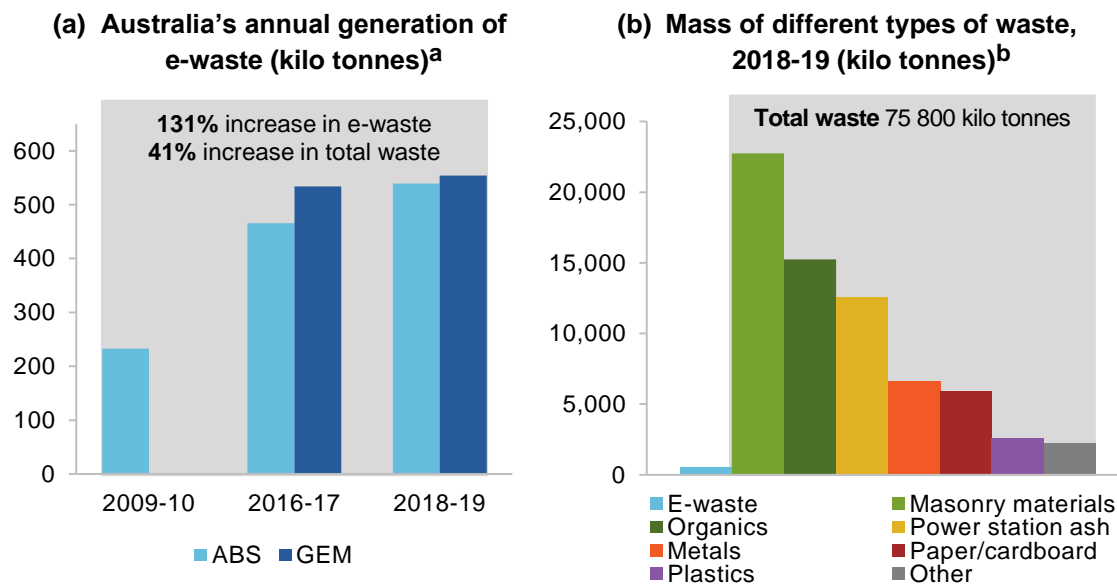 (a) Australia’s annual generation of
e-waste (kilo tonnes)a
131% increase in e-waste
41% increase in total waste
600
500
400
300
200
100
0
2009-10 2016-17 2018-19
ABS GEM
(b) Mass of different types of waste,
2018-19 (kilo tonnes)b
Total waste 75 800 kilo tonnes
25,000
20,000
15,000
10,000
5,000
0
E-waste Masonry materials
Organics Power station ash
Metals Paper/cardboard
Plastics Other